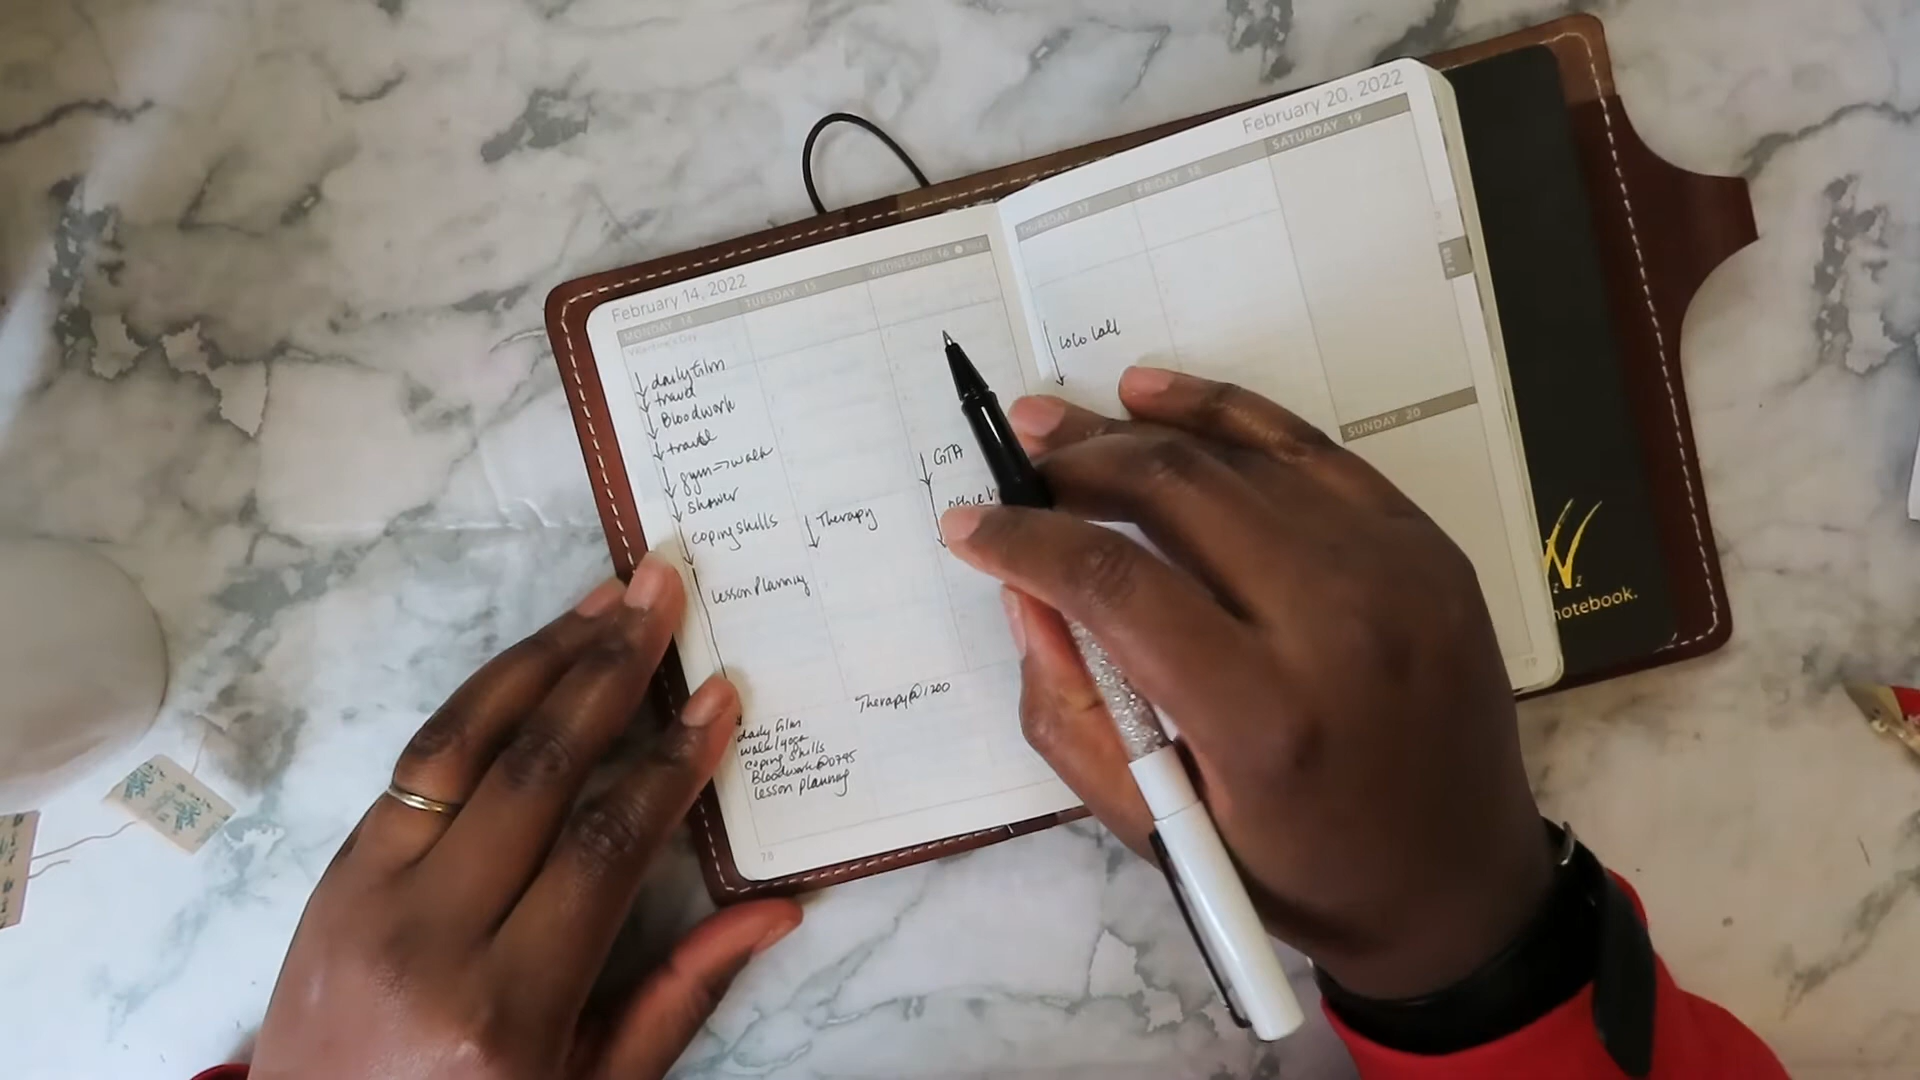 February 14, 2022
MONDAY 14
Valentine's Day
daily film
travel
Bloodwork
travel
gym → walk
shower
coping skills
lesson planning
daily film
walk/yoga
coping skills
Bloodwork@0745
lesson planning
78
TUESDAY 15
Therapy
Therapy@1200
WEDNESDAY 16
GTA
office
February 20, 2022
THURSDAY 17
FRIDAY 18
SATURDAY 19
SUNDAY 20
notebook.